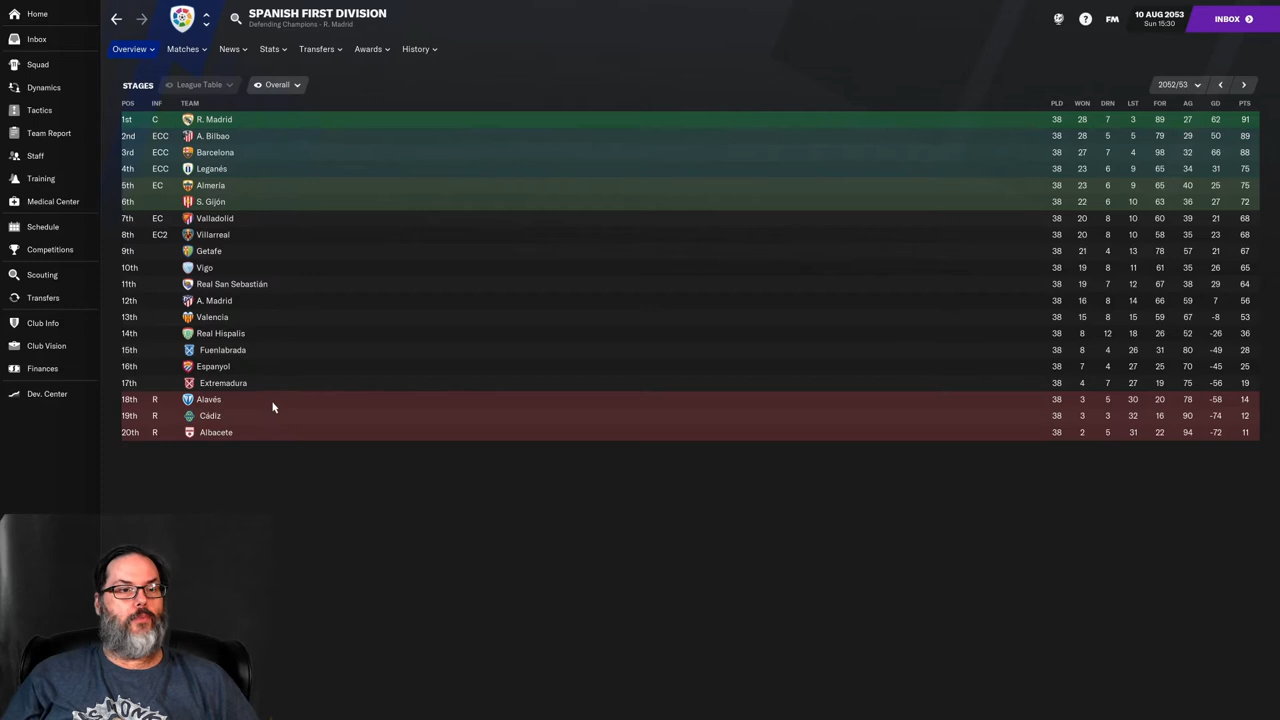 Home
Inbox
Squad
Dynamics
Tactics
Team Report
Staff
Training
Medical Center
Schedule
Competitions
Scouting
Transfers
Club Info
Club Vision
Finances
Dev. Center
SPANISH FIRST DIVISION
Defending Champions - R. Madrid
FM
10 AUG 2053
Sun 15:30
INBOX
Overview Matches News Stats Transfers Awards History
STAGES League Table Overall 2052/53
POS INF TEAM PLD WON DRN LST FOR AG GD PTS
1st C R. Madrid 38 28 7 3 89 27 62 91
2nd ECC A. Bilbao 38 28 5 5 79 29 50 89
3rd ECC Barcelona 38 27 7 4 98 32 66 88
4th ECC Leganés 38 23 6 9 65 34 31 75
5th EC Almería 38 23 6 9 65 40 25 75
6th S. Gijón 38 22 6 10 63 36 27 72
7th EC Valladolid 38 20 8 10 60 39 21 68
8th EC2 Villarreal 38 20 8 10 58 35 23 68
9th Getafe 38 21 4 13 78 57 21 67
10th Vigo 38 19 8 11 61 35 26 65
11th Real San Sebastián 38 19 7 12 67 38 29 64
12th A. Madrid 38 16 8 14 66 59 7 56
13th Valencia 38 15 8 15 59 67 -8 53
14th Real Hispalis 38 8 12 18 26 52 -26 36
15th Fuenlabrada 38 8 4 26 31 80 -49 28
16th Espanyol 38 7 4 27 25 70 -45 25
17th Extremadura 38 4 7 27 19 75 -56 19
18th R Alavés 38 3 5 30 20 78 -58 14
19th R Cádiz 38 3 3 32 16 90 -74 12
20th R Albacete 38 2 5 31 22 94 -72 11